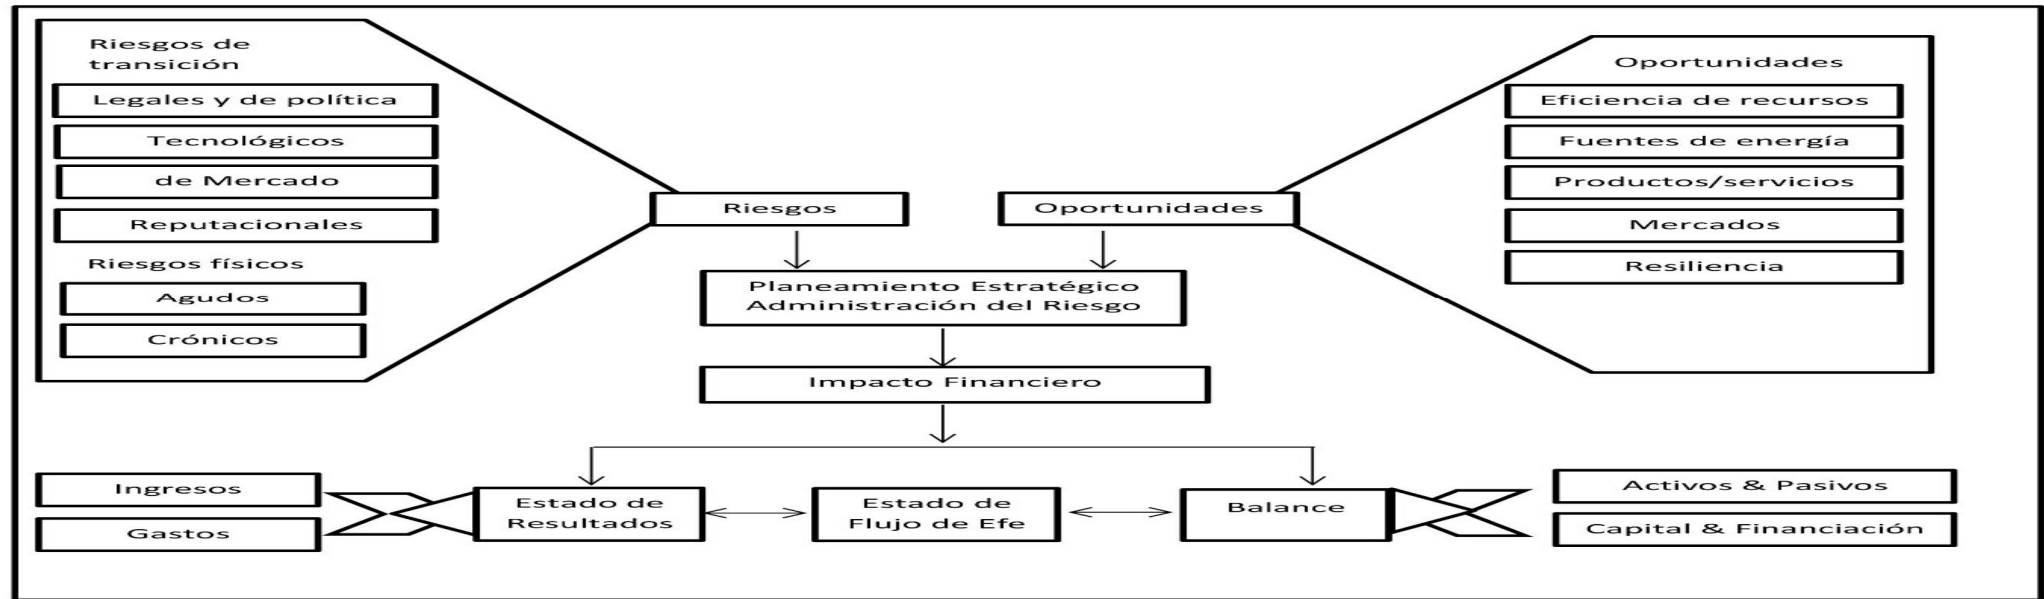 Riesgos de
transición
Legales y de política
Tecnológicos
de Mercado
Reputacionales
Riesgos físicos
Agudos
Crónicos
Riesgos
Oportunidades
Oportunidades
Eficiencia de recursos
Fuentes de energía
Productos/servicios
Mercados
Resiliencia
Planeamiento Estratégico
Administración del Riesgo
Impacto Financiero
Ingresos
Gastos
Estado de
Resultados
Estado de
Flujo de Efe
Balance
Activos & Pasivos
Capital & Financiación